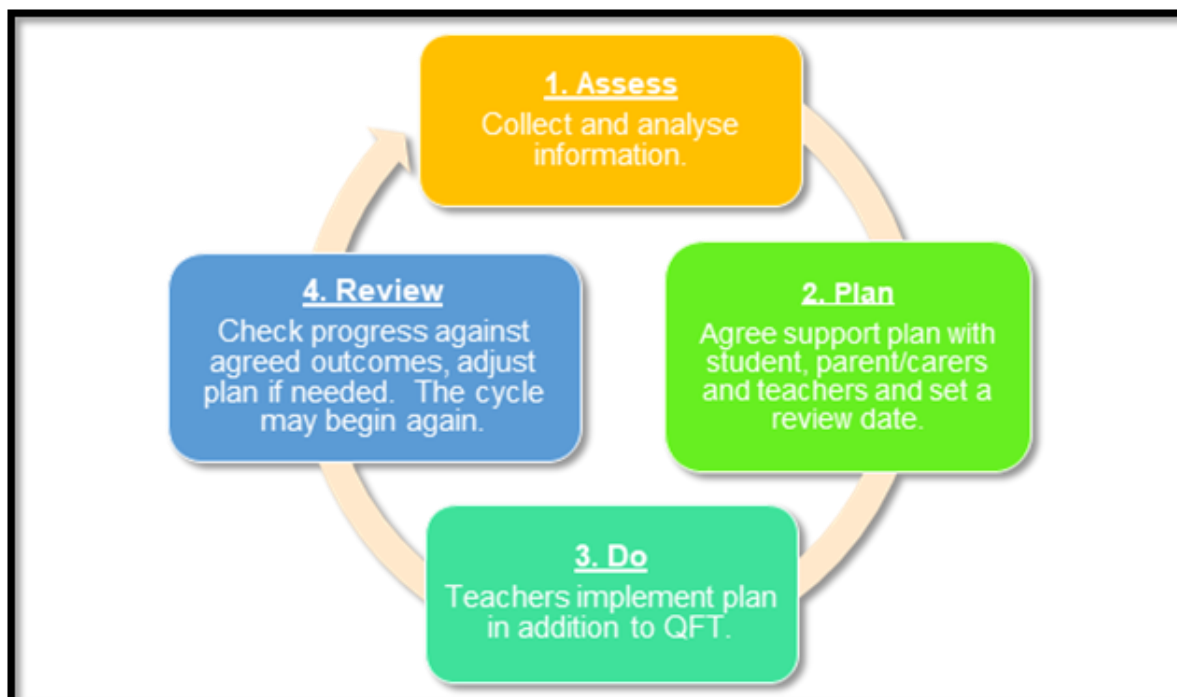 1. Assess
Collect and analyse
information.
2. Plan
Agree support plan with
student, parent/carers
and teachers and set a
review date.
3. Do
Teachers implement plan
in addition to QFT.
4. Review
Check progress against
agreed outcomes, adjust
plan if needed.  The cycle
may begin again.